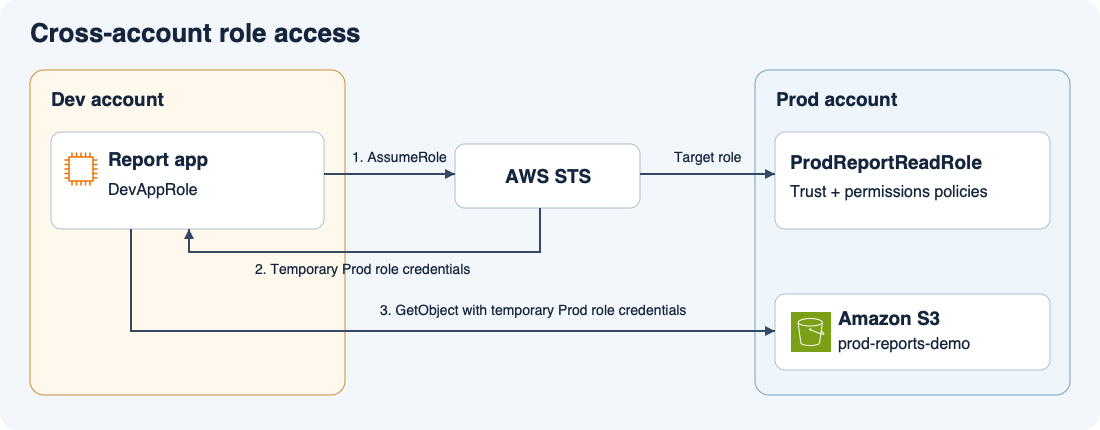 Cross-account role access
Dev account
Prod account
Report app
DevAppRole
1. AssumeRole
AWS STS
Target role
ProdReportReadRole
Trust + permissions policies
2. Temporary Prod role credentials
3. GetObject with temporary Prod role credentials
Amazon S3
prod-reports-demo